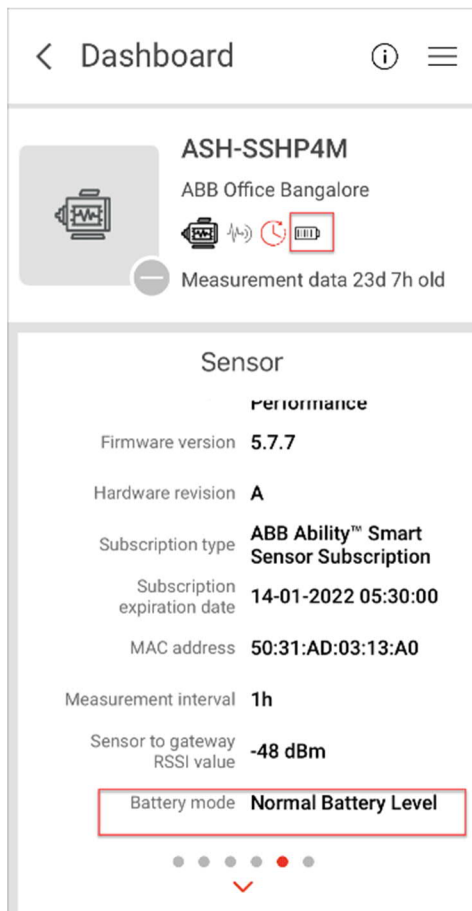 Dashboard
ASH-SSHP4M
ABB Office Bangalore
Measurement data 23d 7h old
Sensor
Performance
Firmware version 5.7.7
Hardware revision A
Subscription type ABB Ability™ Smart
Sensor Subscription
Subscription
expiration date 14-01-2022 05:30:00
MAC address 50:31:AD:03:13:A0
Measurement interval 1h
Sensor to gateway
RSSI value -48 dBm
Battery mode Normal Battery Level